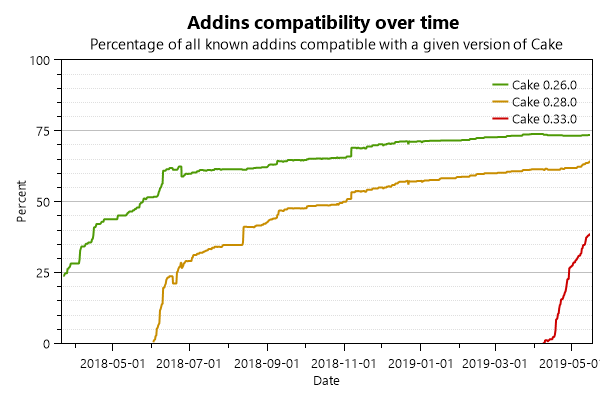 Addins compatibility over time
Percentage of all known addins compatible with a given version of Cake
100
75
50
25
0
Percent
Cake 0.26.0
Cake 0.28.0
Cake 0.33.0
2018-05-01 2018-07-01 2018-09-01 2018-11-01 2019-01-01 2019-03-01 2019-05-01
Date